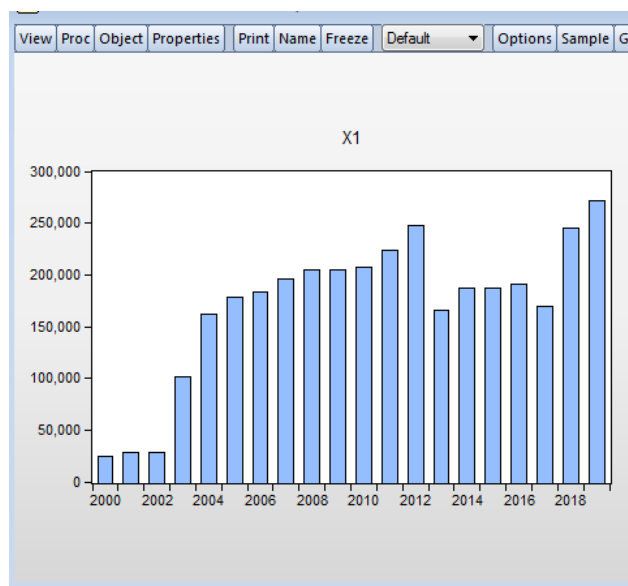 View Proc Object Properties Print Name Freeze Default Options Sample G
X1
300,000
250,000
200,000
150,000
100,000
50,000
0
2000 2002 2004 2006 2008 2010 2012 2014 2016 2018